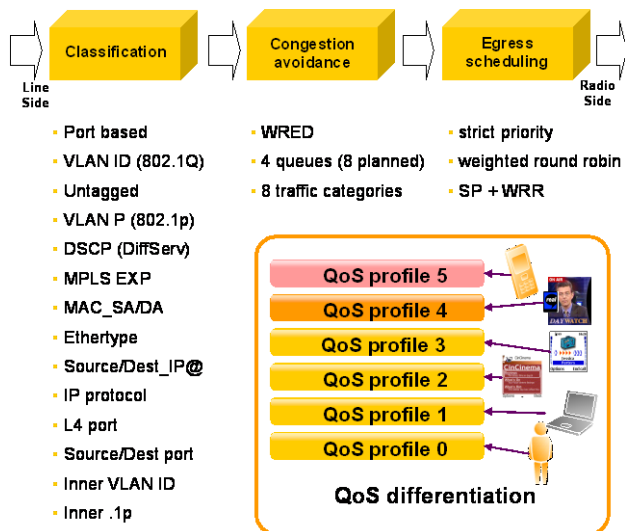 Classification
Congestion
avoidance
Egress
scheduling
Line
Side
Radio
Side
Port based
VLAN ID (802.1Q)
Untagged
VLAN P (802.1p)
DSCP (DiffServ)
MPLS EXP
MAC_SA/DA
Ethertype
Source/Dest_IP@
IP protocol
L4 port
Source/Dest port
Inner VLAN ID
Inner .1p
WRED
4 queues (8 planned)
8 traffic categories
strict priority
weighted round robin
SP + WRR
QoS profile 5
QoS profile 4
QoS profile 3
QoS profile 2
QoS profile 1
QoS profile 0
real
DAYWATCH
CinCinema
QoS differentiation